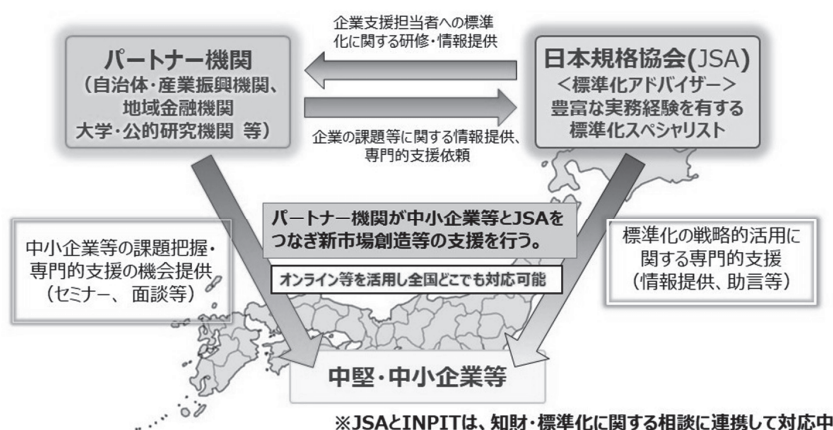 企業支援担当者への標準
化に関する研修・情報提供
パートナー機関
（自治体・産業振興機関、
地域金融機関
大学・公的研究機関 等）
日本規格協会(JSA)
＜標準化アドバイザー＞
豊富な実務経験を有する
標準化スペシャリスト
企業の課題等に関する情報提供、
専門的支援依頼
パートナー機関が中小企業等とJSAを
つなぎ新市場創造等の支援を行う。
オンライン等を活用し全国どこでも対応可能
中小企業等の課題把握・
専門的支援の機会提供
（セミナー、面談等）
標準化の戦略的活用に
関する専門的支援
（情報提供、助言等）
中堅・中小企業等
※JSAとINPITは、知財・標準化に関する相談に連携して対応中